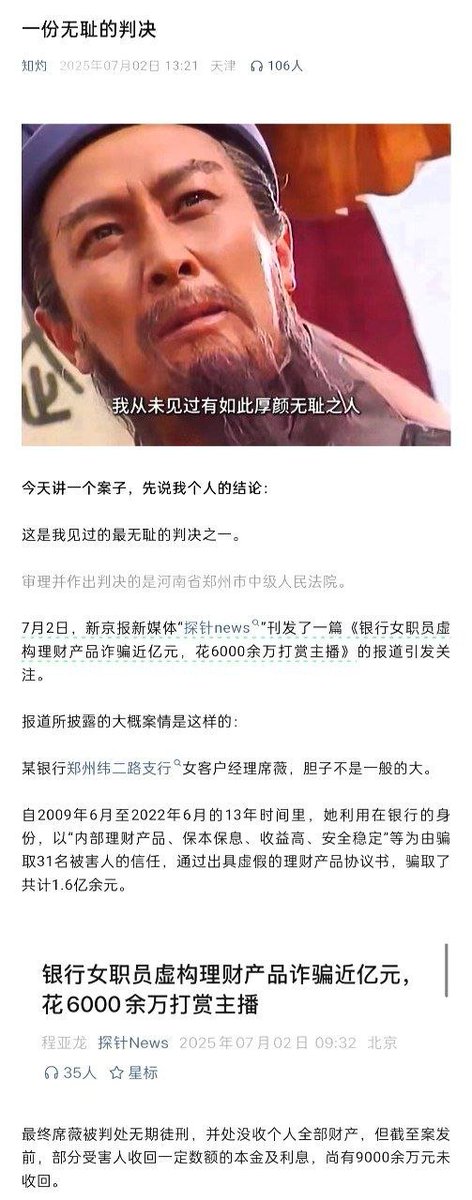 一份无耻的判决
知灼 2025年07月02日 13:21 天津 106人
我从未见过有如此厚颜无耻之人
今天讲一个案子，先说我个人的结论：
这是我见过的最无耻的判决之一。
审理并作出判决的是河南省郑州市中级人民法院。
7月2日，新京报新媒体“探针news”刊发了一篇《银行女职员虚
构理财产品诈骗近亿元，花6000余万打赏主播》的报道引发关
注。
报道所披露的大概案情是这样的：
某银行郑州纬二路支行女客户经理席薇，胆子不是一般的大。
自2009年6月至2022年6月的13年时间里，她利用在银行的身
份，以“内部理财产品、保本保息、收益高、安全稳定”等为由骗
取31名被害人的信任，通过出具虚假的理财产品协议书，骗取了
共计1.6亿余元。
银行女职员虚构理财产品诈骗近亿元，
花6000余万打赏主播
程亚龙 探针News 2025年07月02日 09:32 北京
35人 星标
最终席薇被判处无期徒刑，并处没收个人全部财产，但截至案发
前，部分受害人收回一定数额的本金及利息，尚有9000余万元未
收回。